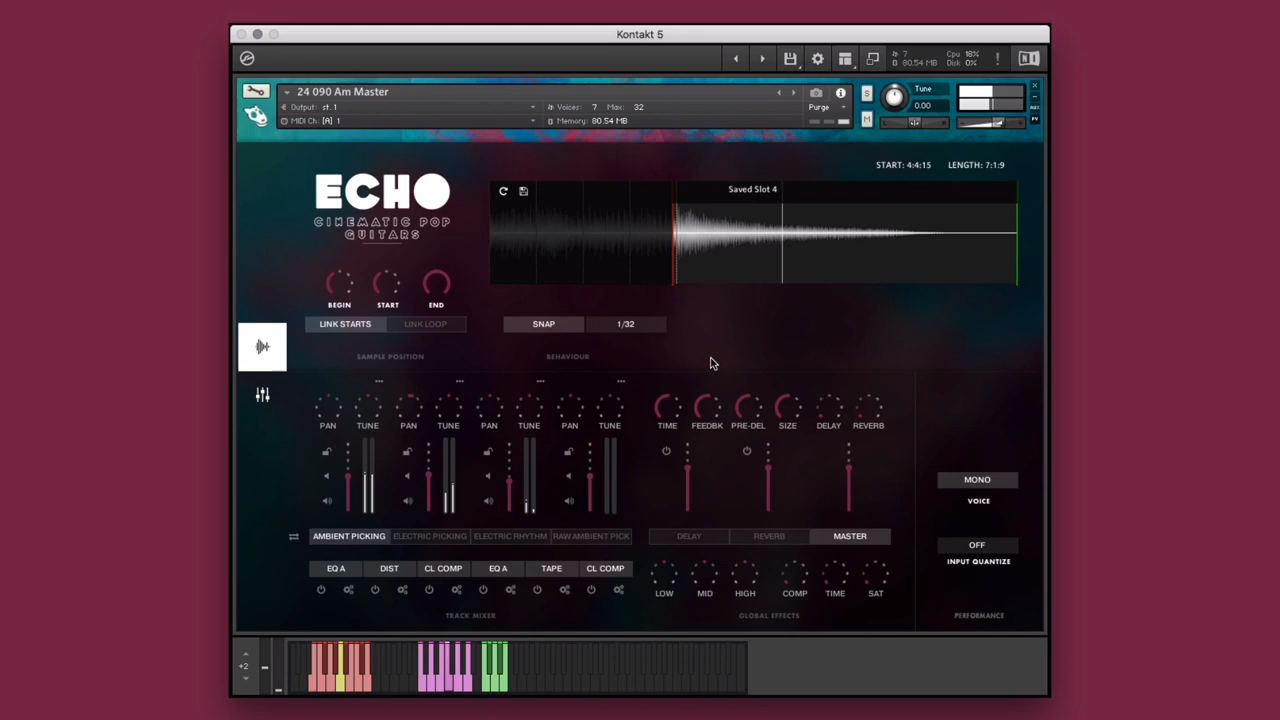 Kontakt 5
7
80.54 MB
Cpu 18%
Disk 0%
!
24 090 Am Master
Output: st. 1
Voices: 7 Max: 32
Purge
MIDI Ch: [A] 1
Memory: 80.54 MB
S
M
Tune
0.00
START: 4:4:15 LENGTH: 7:1:9
ECHO
CINEMATIC POP
GUITARS
Saved Slot 4
BEGIN START END
LINK STARTS LINK LOOP
SNAP 1/32
SAMPLE POSITION BEHAVIOUR
PAN TUNE PAN TUNE PAN TUNE PAN TUNE
TIME FEEDBK PRE-DEL SIZE DELAY REVERB
MONO
VOICE
AMBIENT PICKING ELECTRIC PICKING ELECTRIC RHYTHM RAW AMBIENT PICK
DELAY REVERB MASTER
OFF
INPUT QUANTIZE
EQ A DIST CL COMP EQ A TAPE CL COMP
LOW MID HIGH COMP TIME SAT
TRACK MIXER GLOBAL EFFECTS PERFORMANCE
+2